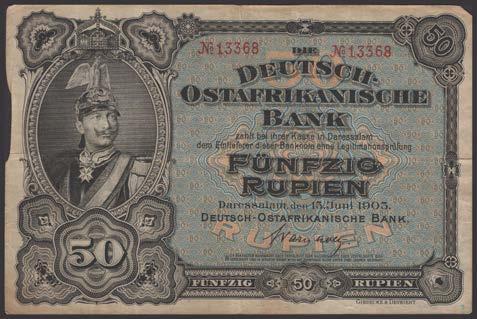 №13368 DIE №13368
50
DEUTSCH-
OSTAFRIKANISCHE
BANK
zahlt bei ihrer Kasse in Daressalam
dem Einlieferer dieser Banknote ohne Legitimationsprüfung
FÜNFZIG
RUPIEN
Daressalam, den 15. Juni 1905.
DEUTSCH-OSTAFRIKANISCHE BANK.
RUPIEN
50
FÜNFZIG 50 RUPIEN
GIESECKE & DEVRIENT